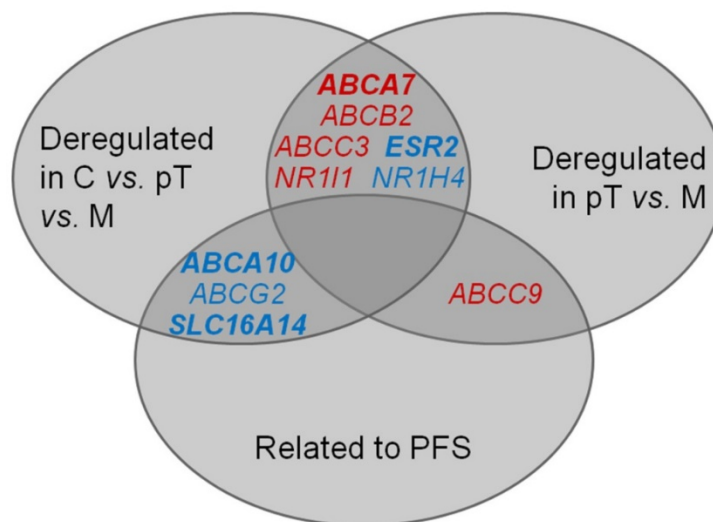 ABCA7
ABCB2
ABCC3 ESR2
NR1I1 NR1H4
Deregulated
in C vs. pT
vs. M
Deregulated
in pT vs. M
ABCA10
ABCG2
SLC16A14
ABCC9
Related to PFS